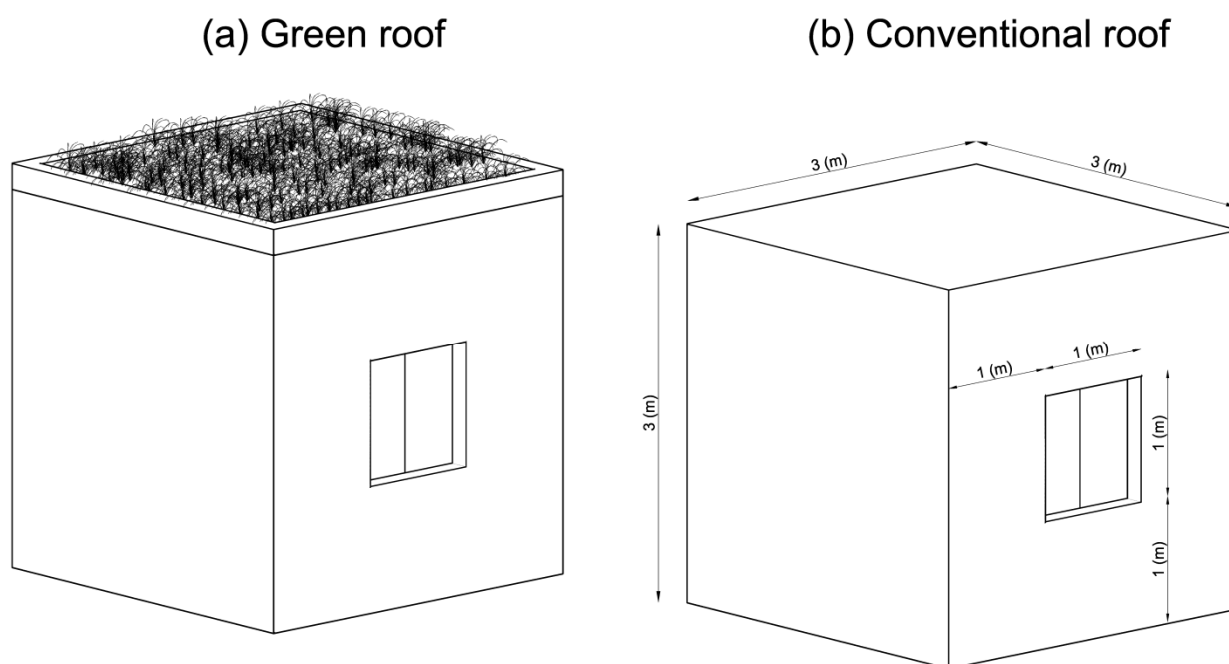 (a) Green roof
(b) Conventional roof
3 (m)
3 (m)
3 (m)
1 (m)
1 (m)
1 (m)
1 (m)